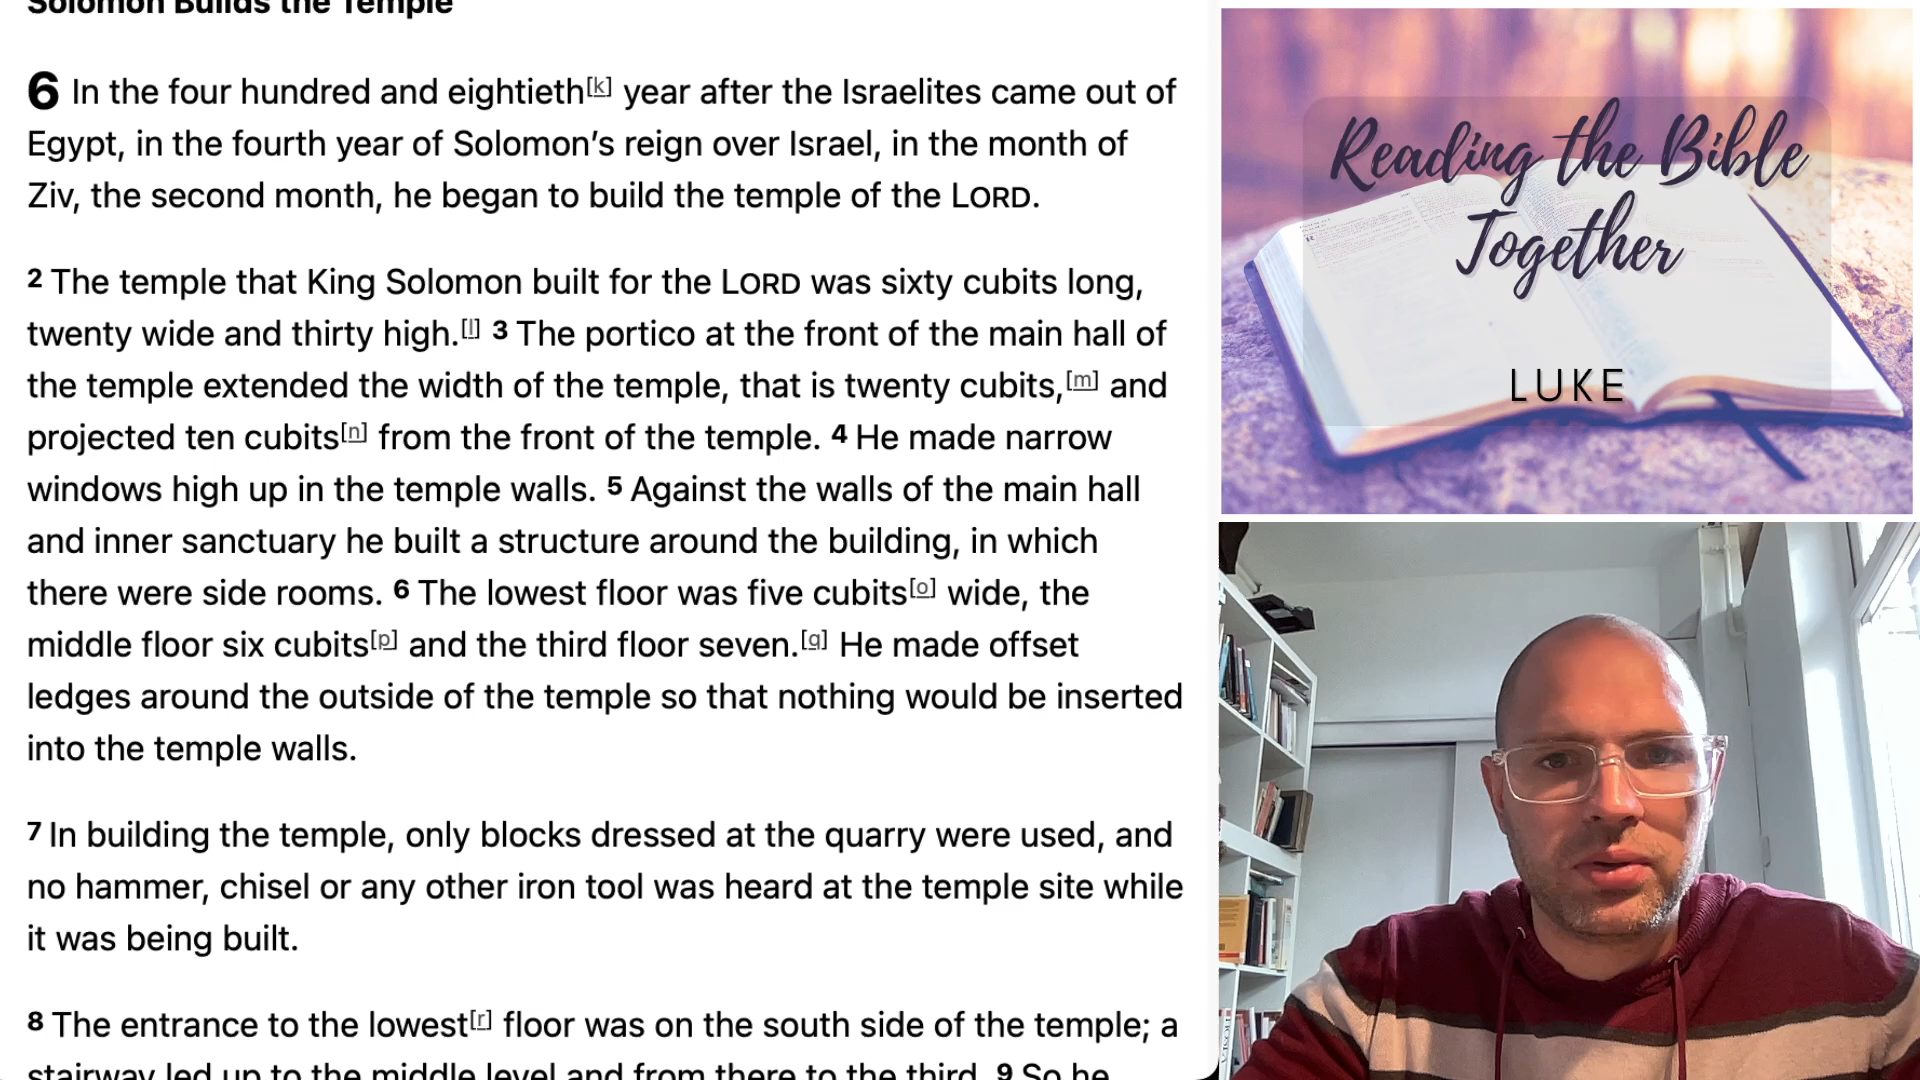 Solomon Builds the Temple
6 In the four hundred and eightieth[k] year after the Israelites came out of
Egypt, in the fourth year of Solomon’s reign over Israel, in the month of
Ziv, the second month, he began to build the temple of the LORD.
2 The temple that King Solomon built for the LORD was sixty cubits long,
twenty wide and thirty high.[l] 3 The portico at the front of the main hall of
the temple extended the width of the temple, that is twenty cubits,[m] and
projected ten cubits[n] from the front of the temple. 4 He made narrow
windows high up in the temple walls. 5 Against the walls of the main hall
and inner sanctuary he built a structure around the building, in which
there were side rooms. 6 The lowest floor was five cubits[o] wide, the
middle floor six cubits[p] and the third floor seven.[q] He made offset
ledges around the outside of the temple so that nothing would be inserted
into the temple walls.
7 In building the temple, only blocks dressed at the quarry were used, and
no hammer, chisel or any other iron tool was heard at the temple site while
it was being built.
8 The entrance to the lowest[r] floor was on the south side of the temple; a
stairway led up to the middle level and from there to the third. 9 So he
Reading the Bible
Together
LUKE